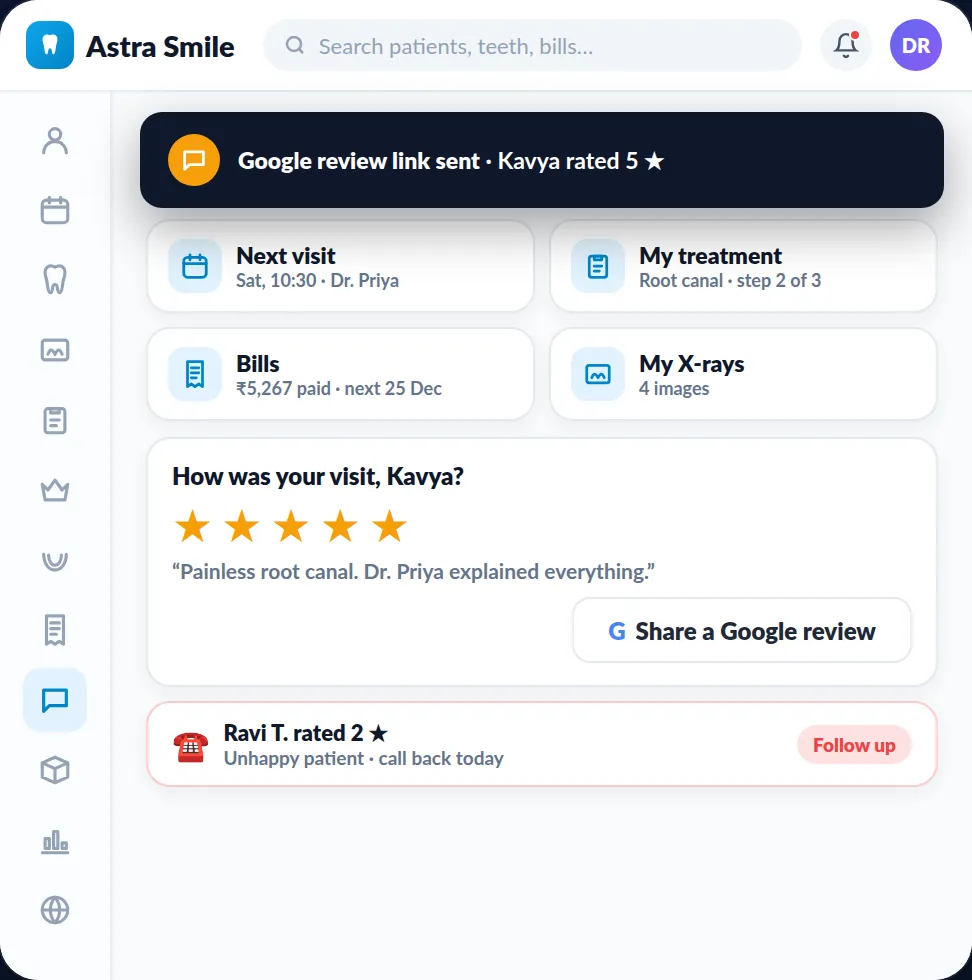 Astra Smile
Search patients, teeth, bills...
DR
Google review link sent · Kavya rated 5 ★
Next visit
Sat, 10:30 · Dr. Priya
My treatment
Root canal · step 2 of 3
Bills
₹5,267 paid · next 25 Dec
My X-rays
4 images
How was your visit, Kavya?
★ ★ ★ ★ ★
“Painless root canal. Dr. Priya explained everything.”
G Share a Google review
Ravi T. rated 2 ★
Unhappy patient · call back today
Follow up